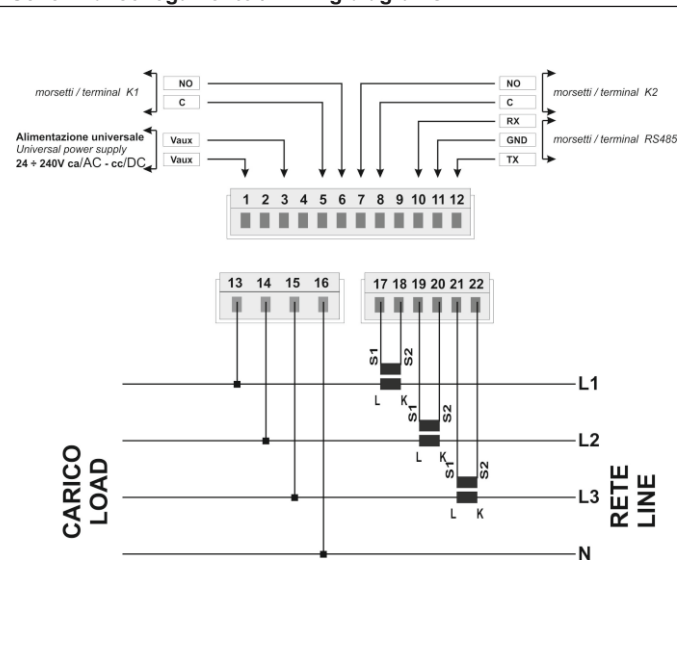 NO
C
morsetti / terminal K1
Alimentazione universale
Universal power supply
24 ÷ 240V ca/AC - cc/DC
Vaux
Vaux
NO
C
morsetti / terminal K2
RX
GND
TX
morsetti / terminal RS485
1 2 3 4 5 6 7 8 9 10 11 12
13 14 15 16
17 18 19 20 21 22
S1 S2
L K
L1
S1 S2
L K
L2
S1 S2
L K
L3
N
CARICO
LOAD
RETE
LINE